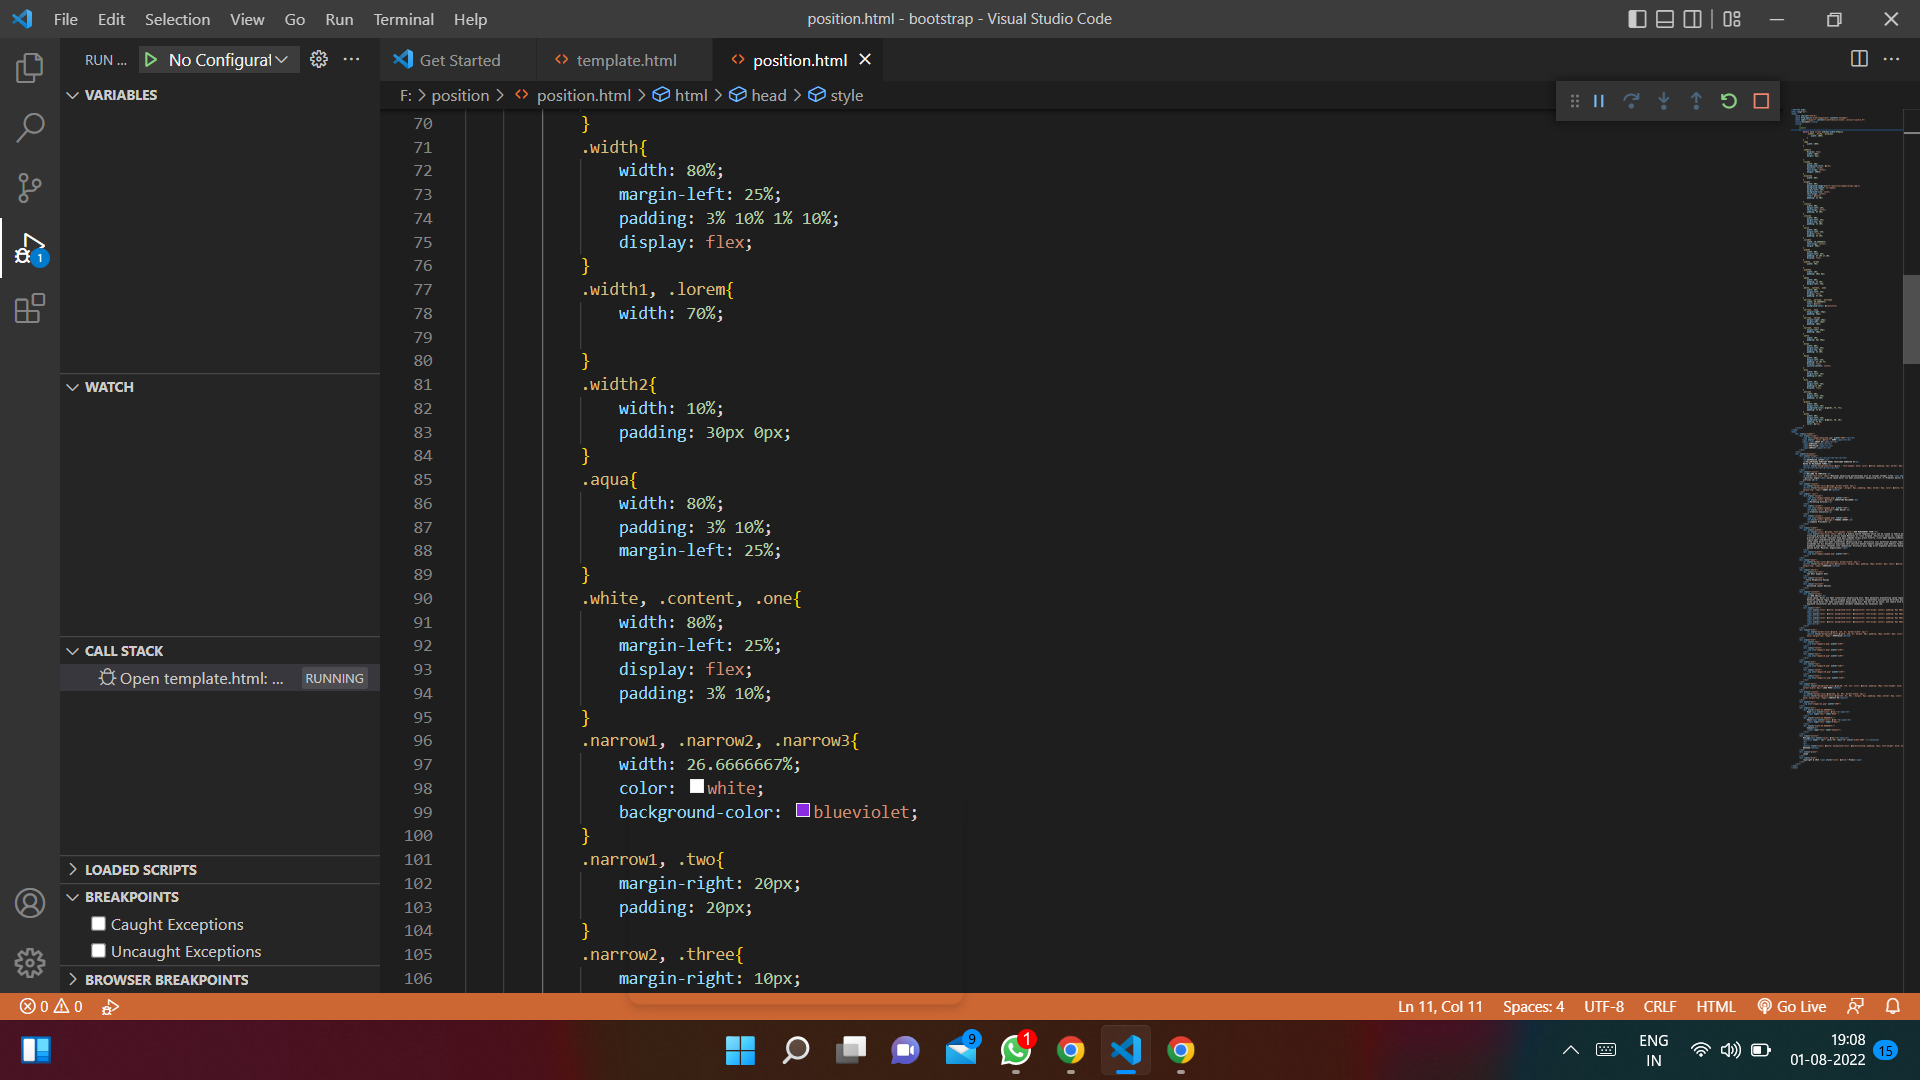 File Edit Selection View Go Run Terminal Help
position.html - bootstrap - Visual Studio Code
RUN ... No Configurat
Get Started
template.html
position.html
VARIABLES
F: > position > position.html > html > head > style
70 }
71 .width{
72 width: 80%;
73 margin-left: 25%;
74 padding: 3% 10% 1% 10%;
75 display: flex;
76 }
77 .width1, .lorem{
78 width: 70%;
79
80 }
81 .width2{
82 width: 10%;
83 padding: 30px 0px;
84 }
85 .aqua{
86 width: 80%;
87 padding: 3% 10%;
88 margin-left: 25%;
89 }
90 .white, .content, .one{
91 width: 80%;
92 margin-left: 25%;
93 display: flex;
94 padding: 3% 10%;
95 }
96 .narrow1, .narrow2, .narrow3{
97 width: 26.6666667%;
98 color: white;
99 background-color: blueviolet;
100 }
101 .narrow1, .two{
102 margin-right: 20px;
103 padding: 20px;
104 }
105 .narrow2, .three{
106 margin-right: 10px;
WATCH
CALL STACK
Open template.html: ... RUNNING
LOADED SCRIPTS
BREAKPOINTS
Caught Exceptions
Uncaught Exceptions
BROWSER BREAKPOINTS
1
0 0
Ln 11, Col 11 Spaces: 4 UTF-8 CRLF HTML Go Live
9
1
ENG
IN
19:08
01-08-2022
15